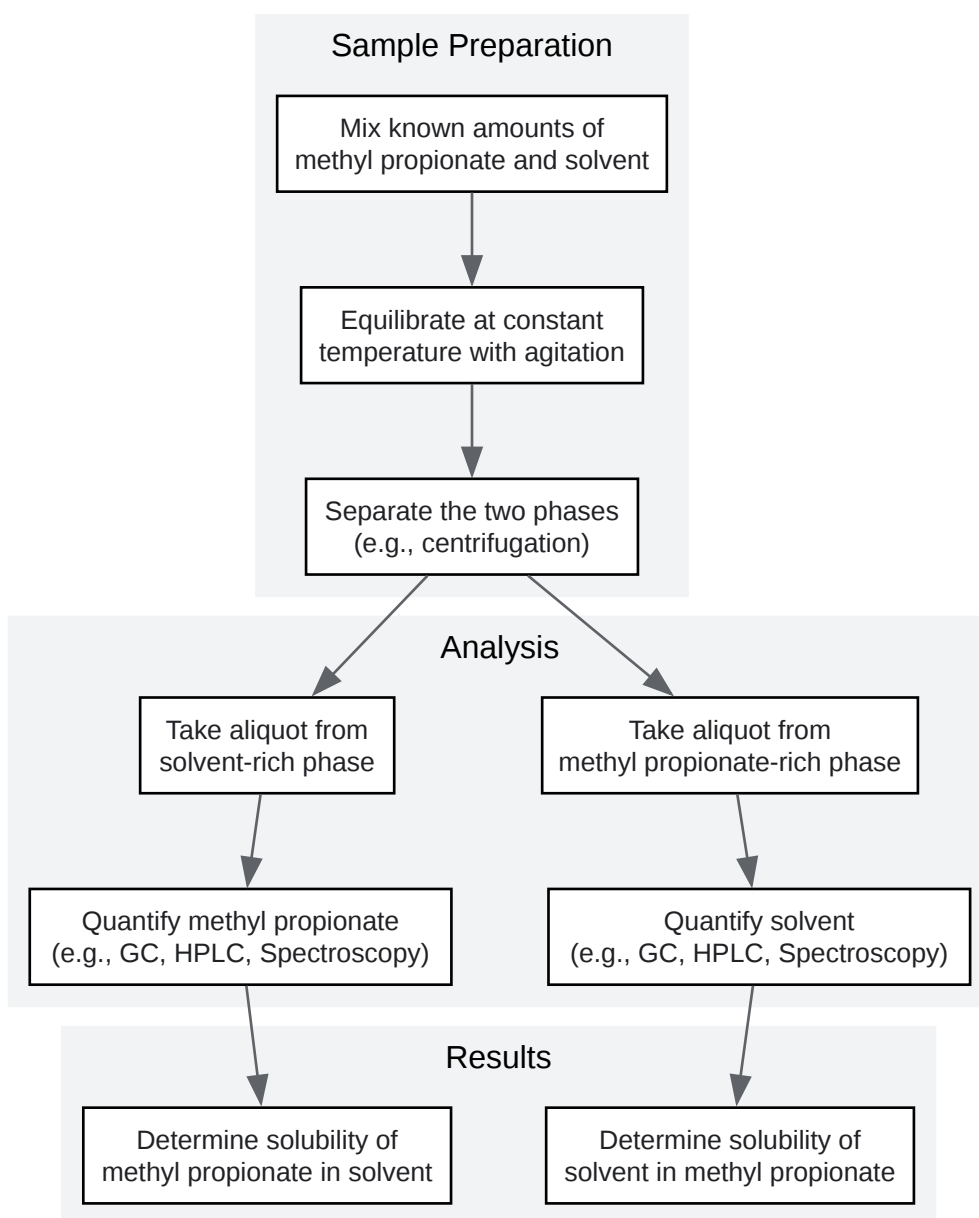 Sample Preparation
Mix known amounts of
methyl propionate and solvent
Equilibrate at constant
temperature with agitation
Separate the two phases
(e.g., centrifugation)
Analysis
Take aliquot from
solvent-rich phase
Take aliquot from
methyl propionate-rich phase
Quantify methyl propionate
(e.g., GC, HPLC, Spectroscopy)
Quantify solvent
(e.g., GC, HPLC, Spectroscopy)
Results
Determine solubility of
methyl propionate in solvent
Determine solubility of
solvent in methyl propionate